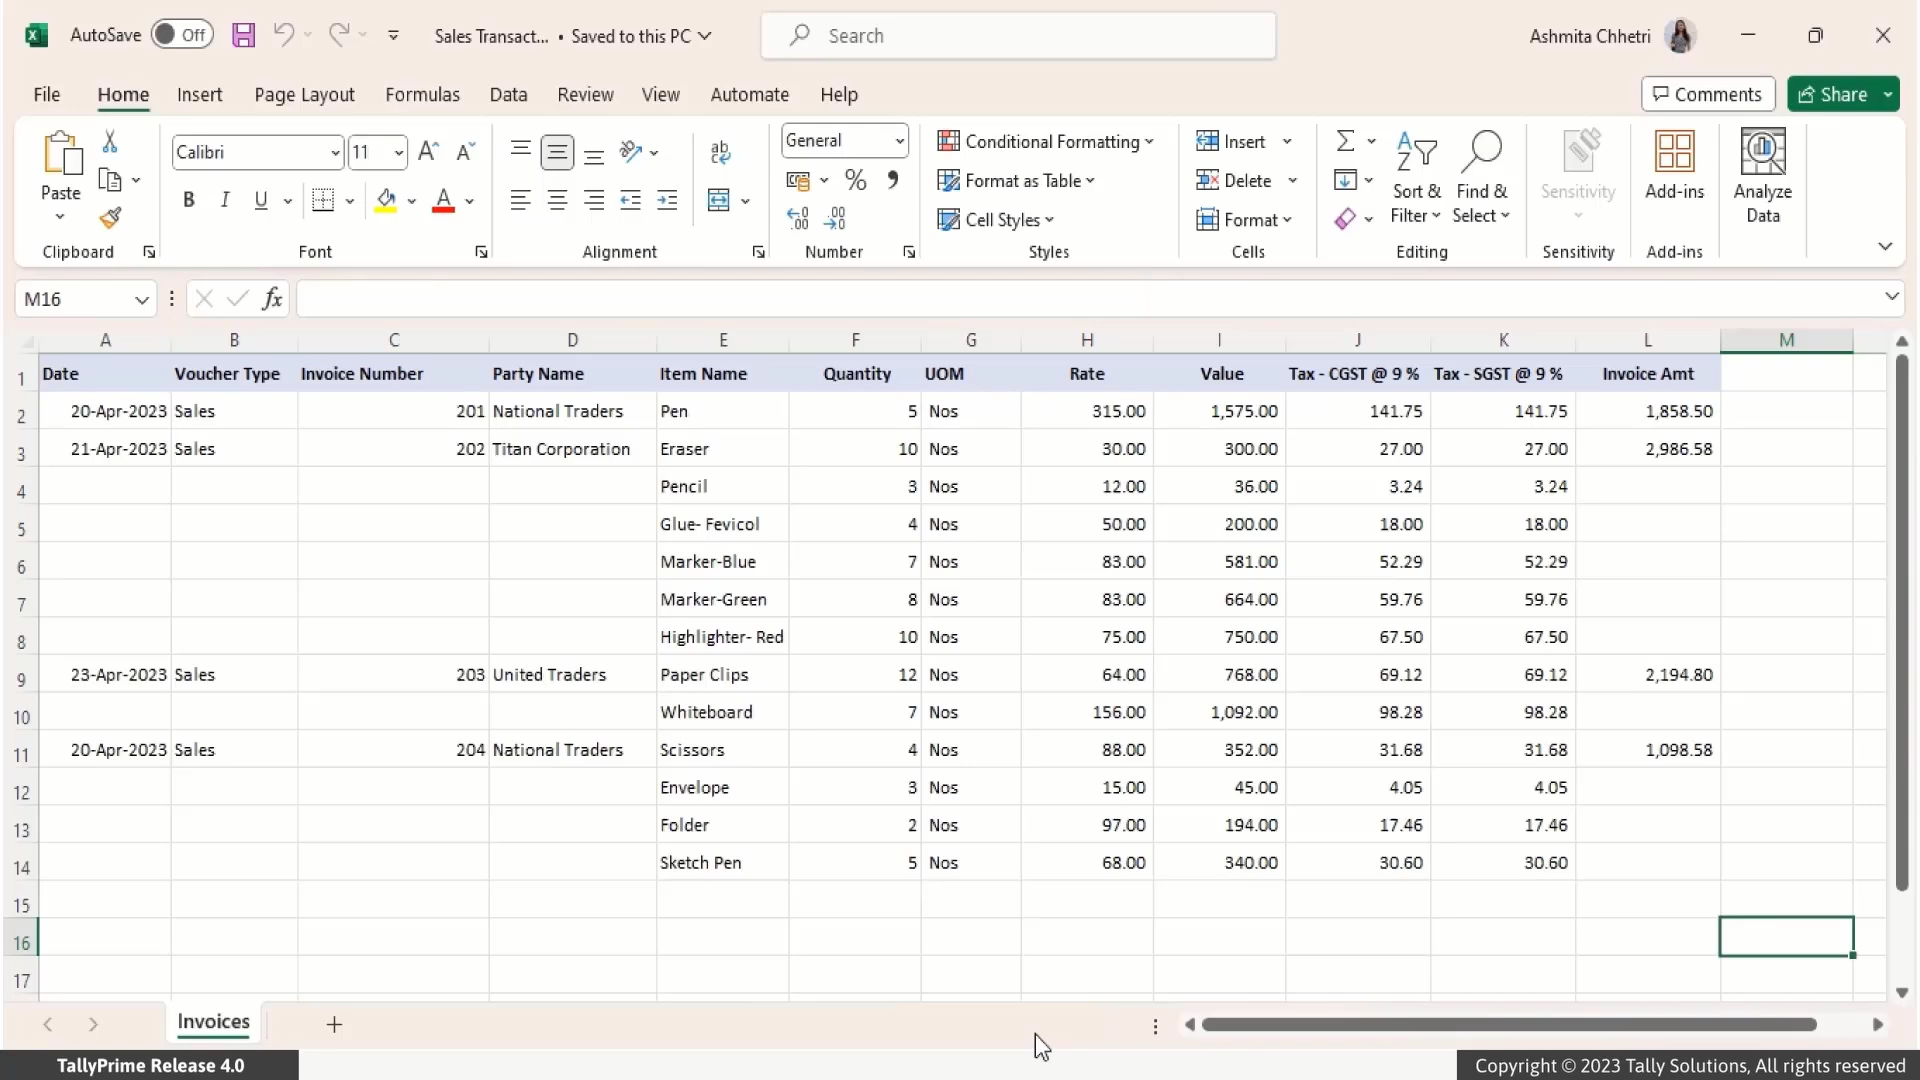 AutoSave Off Sales Transact... • Saved to this PC Search Ashmita Chhetri
File Home Insert Page Layout Formulas Data Review View Automate Help Comments Share
Paste Calibri 11 General Conditional Formatting Insert Sort & Find & Sensitivity Add-ins Analyze
B I U A % Format as Table Delete Filter Select Data
Cell Styles Format
Clipboard Font Alignment Number Styles Cells Editing Sensitivity Add-ins
M16 fx
A B C D E F G H I J K L M
1 Date Voucher Type Invoice Number Party Name Item Name Quantity UOM Rate Value Tax - CGST @ 9 % Tax - SGST @ 9 % Invoice Amt
2 20-Apr-2023 Sales 201 National Traders Pen 5 Nos 315.00 1,575.00 141.75 141.75 1,858.50
3 21-Apr-2023 Sales 202 Titan Corporation Eraser 10 Nos 30.00 300.00 27.00 27.00 2,986.58
4 Pencil 3 Nos 12.00 36.00 3.24 3.24
5 Glue- Fevicol 4 Nos 50.00 200.00 18.00 18.00
6 Marker-Blue 7 Nos 83.00 581.00 52.29 52.29
7 Marker-Green 8 Nos 83.00 664.00 59.76 59.76
8 Highlighter- Red 10 Nos 75.00 750.00 67.50 67.50
9 23-Apr-2023 Sales 203 United Traders Paper Clips 12 Nos 64.00 768.00 69.12 69.12 2,194.80
10 Whiteboard 7 Nos 156.00 1,092.00 98.28 98.28
11 20-Apr-2023 Sales 204 National Traders Scissors 4 Nos 88.00 352.00 31.68 31.68 1,098.58
12 Envelope 3 Nos 15.00 45.00 4.05 4.05
13 Folder 2 Nos 97.00 194.00 17.46 17.46
14 Sketch Pen 5 Nos 68.00 340.00 30.60 30.60
15
16
17
Invoices
TallyPrime Release 4.0 Copyright © 2023 Tally Solutions, All rights reserved